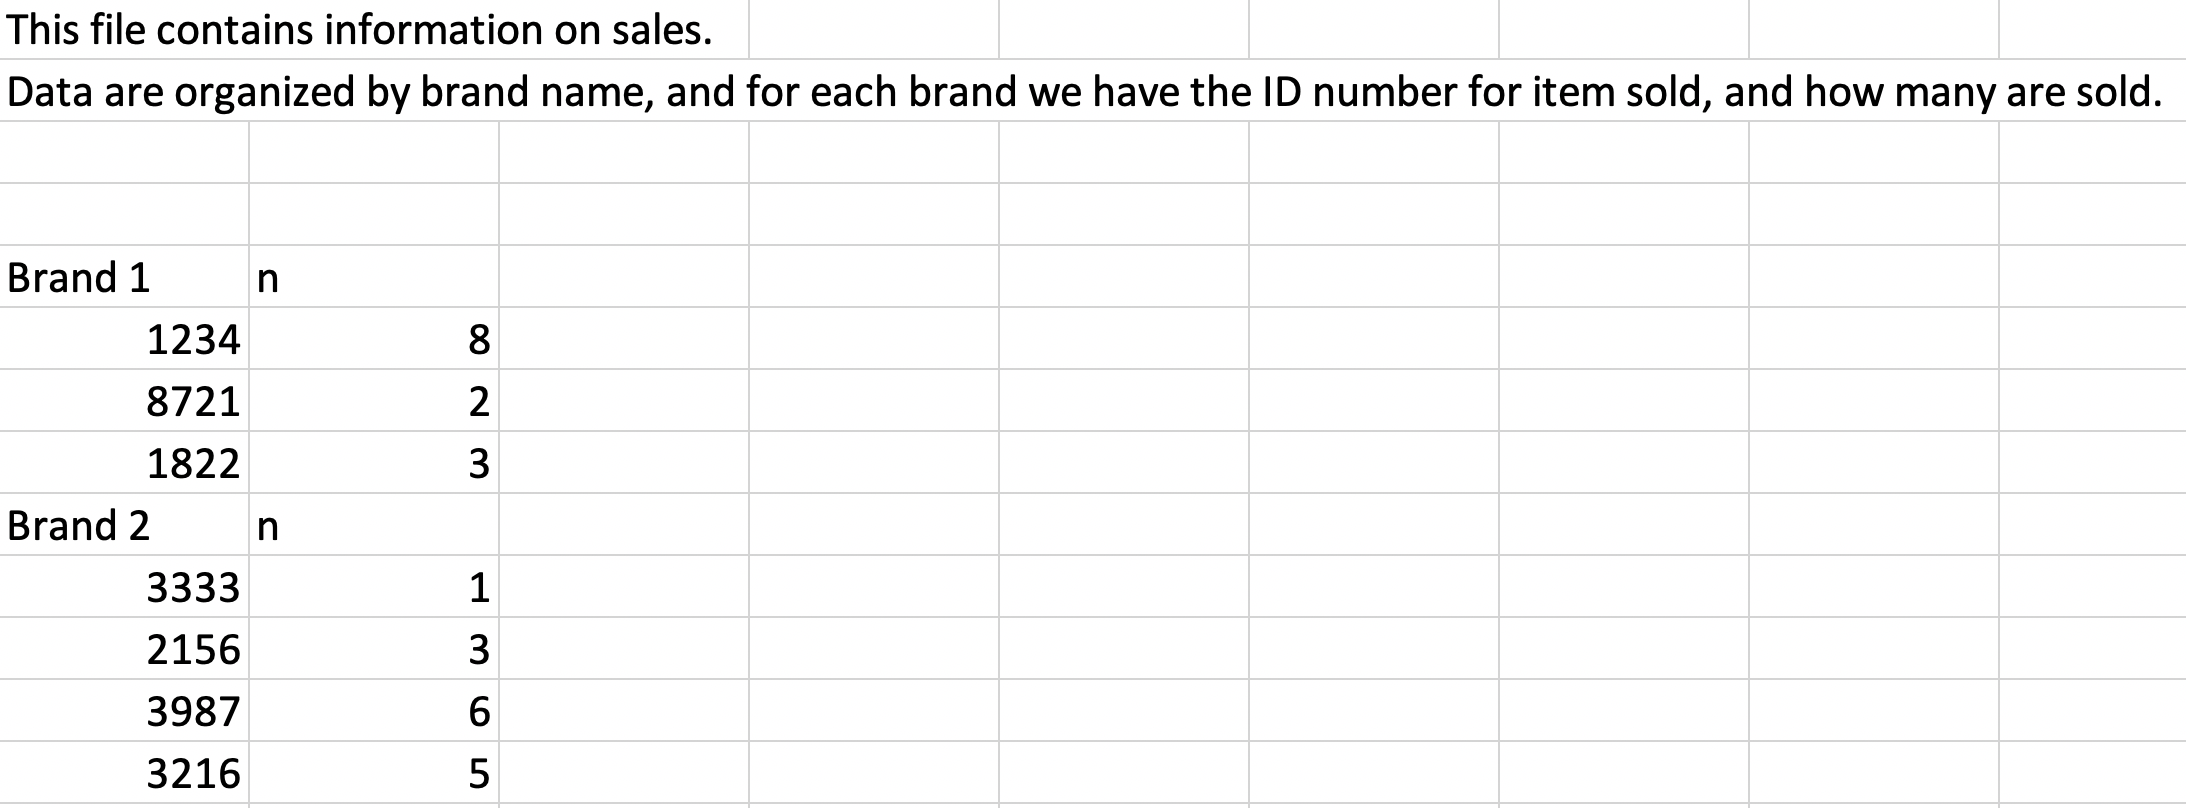 This file contains information on sales.
Data are organized by brand name, and for each brand we have the ID number for item sold, and how many are sold.
Brand 1 n
1234 8
8721 2
1822 3
Brand 2 n
3333 1
2156 3
3987 6
3216 5